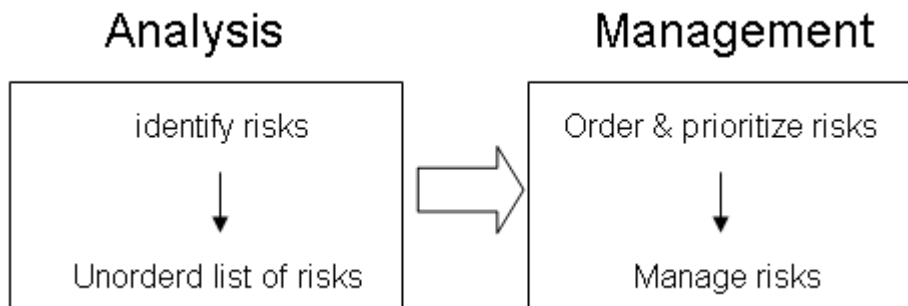 Analysis
Management
identify risks
Order & prioritize risks
Unorderd list of risks
Manage risks